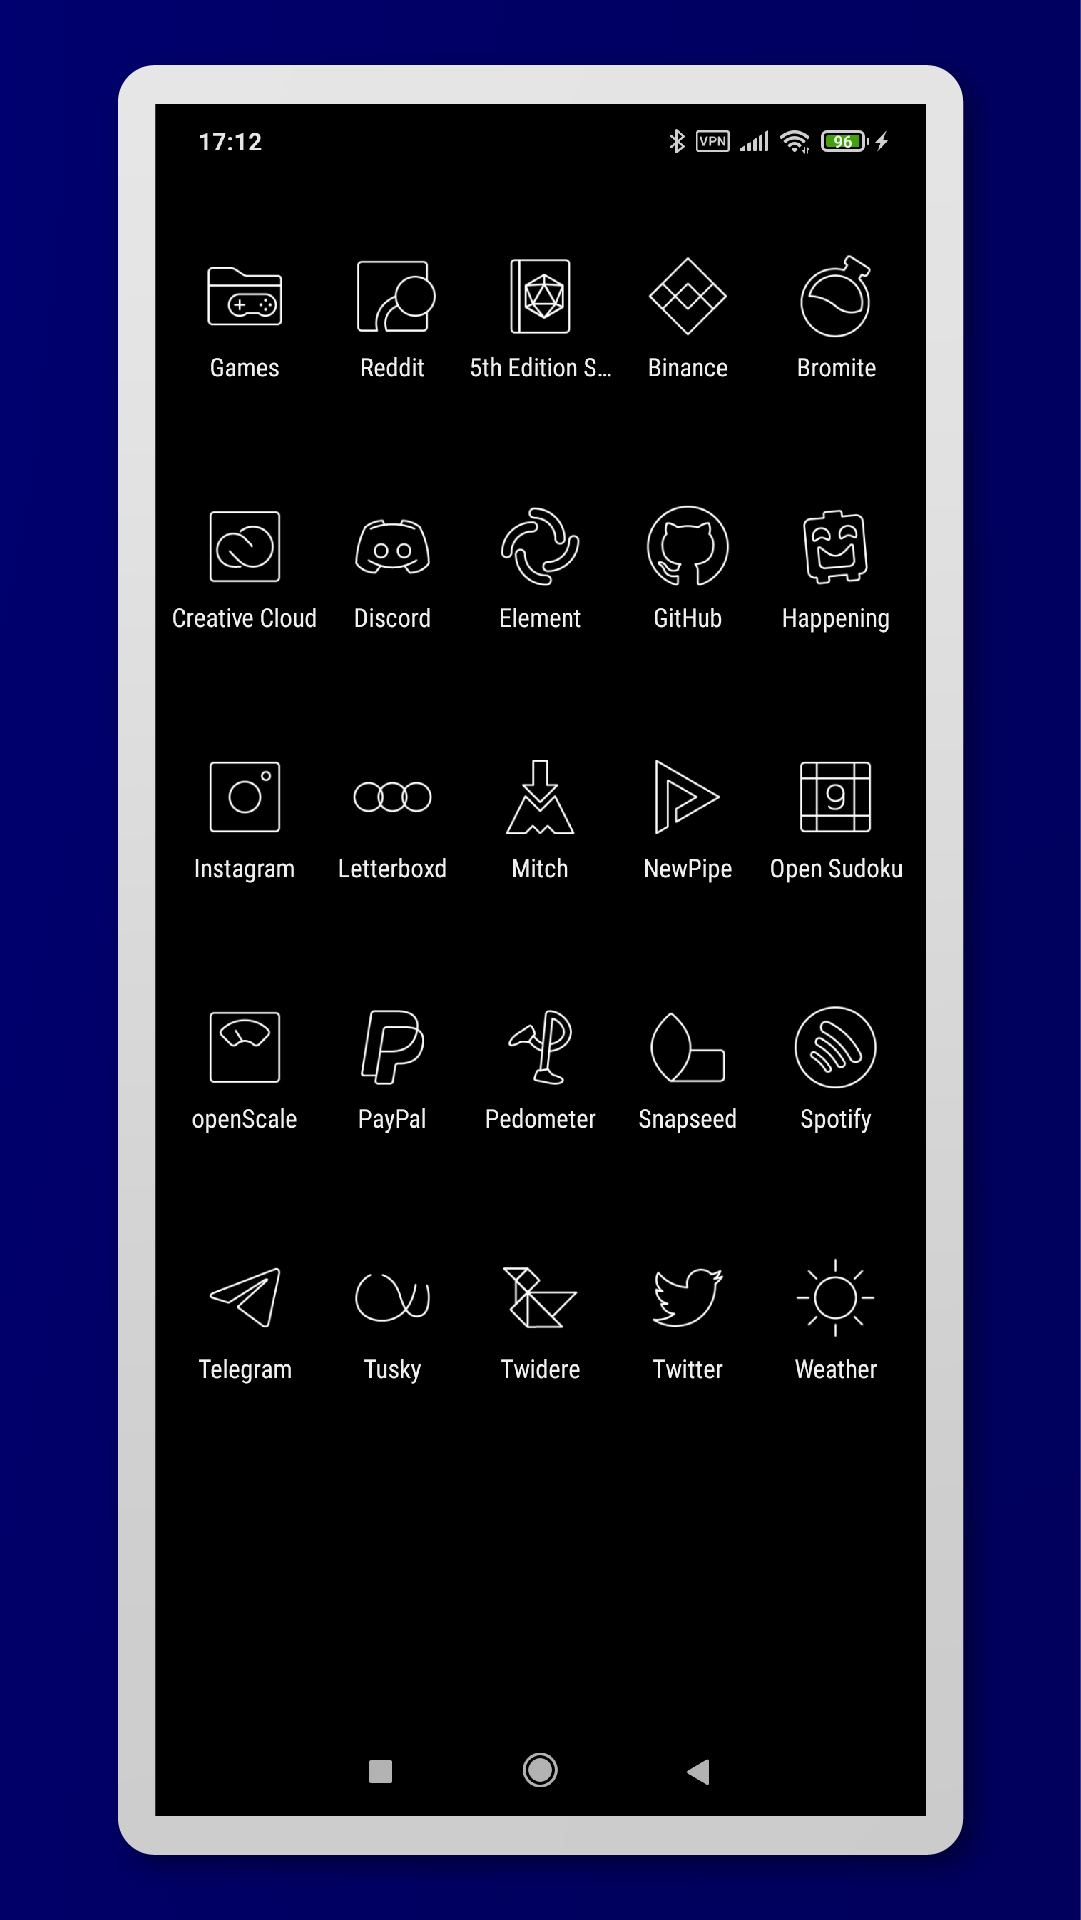 17:12 VPN 96
Games Reddit 5th Edition S... Binance Bromite
Creative Cloud Discord Element GitHub Happening
Instagram Letterboxd Mitch NewPipe Open Sudoku
9
openScale PayPal Pedometer Snapseed Spotify
Telegram Tusky Twidere Twitter Weather